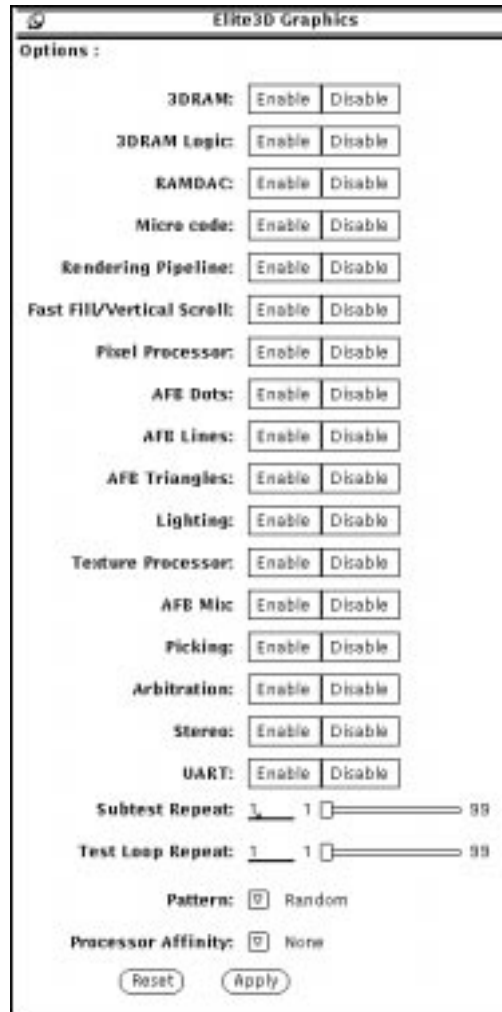 Elite3D Graphics
Options :
3DRAM: Enable Disable
3DRAM Logic: Enable Disable
RAMDAC: Enable Disable
Micro code: Enable Disable
Rendering Pipeline: Enable Disable
Fast Fill/Vertical Scroll: Enable Disable
Pixel Processor: Enable Disable
AFB Dots: Enable Disable
AFB Lines: Enable Disable
AFB Triangles: Enable Disable
Lighting: Enable Disable
Texture Processor: Enable Disable
AFB Mix: Enable Disable
Picking: Enable Disable
Arbitration: Enable Disable
Stereo: Enable Disable
UART: Enable Disable
Subtest Repeat: 1 1 99
Test Loop Repeat: 1 1 99
Pattern: Random
Processor Affinity: None
Reset Apply